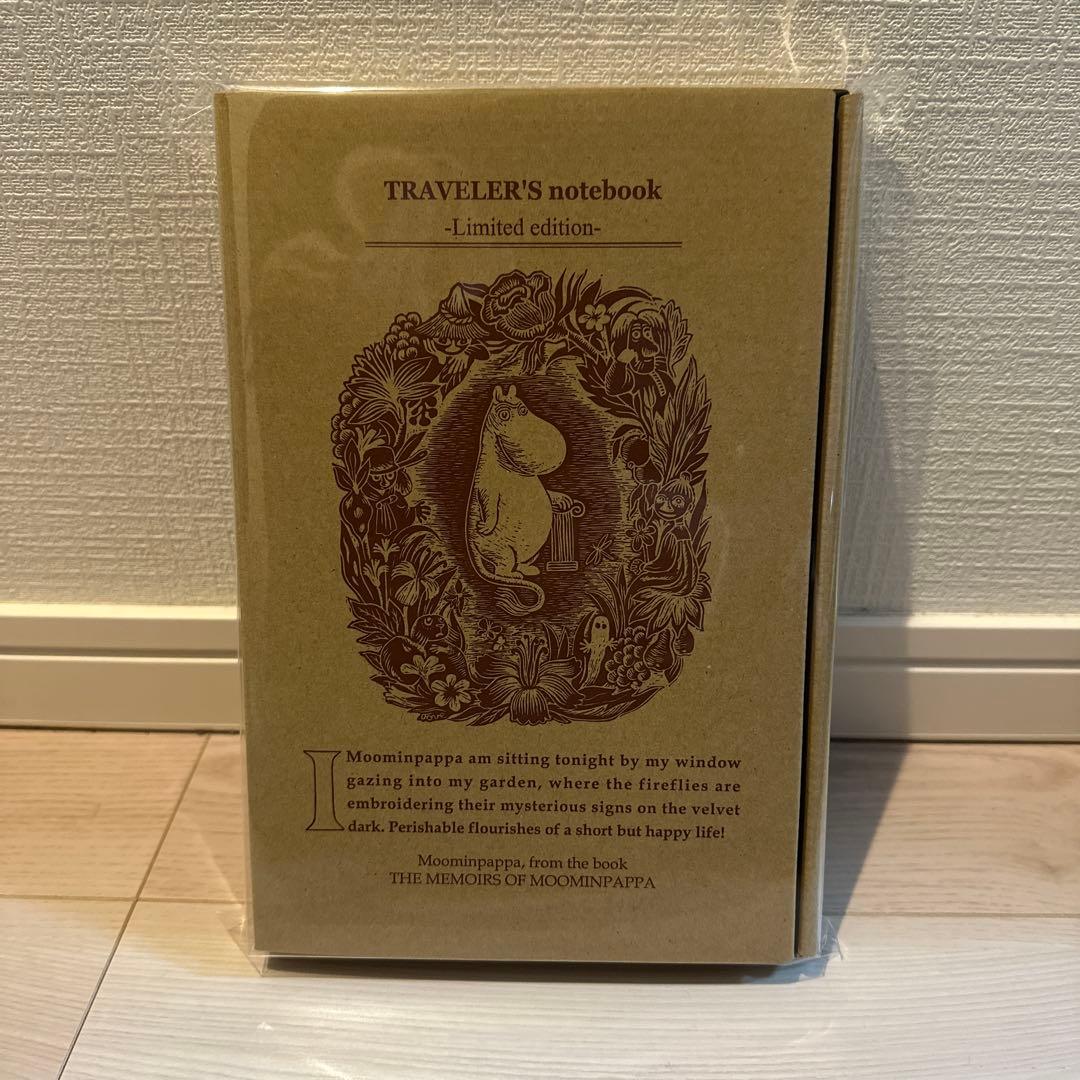 TRAVELER'S notebook
-Limited edition-
I Moominpappa am sitting tonight by my window
gazing into my garden, where the fireflies are
embroidering their mysterious signs on the velvet
dark. Perishable flourishes of a short but happy life!
Moominpappa, from the book
THE MEMOIRS OF MOOMINPAPPA